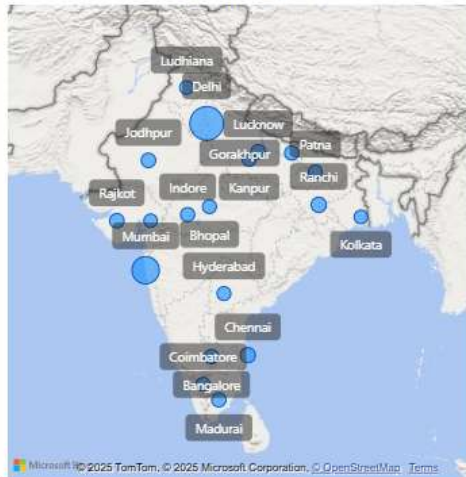 Ludhiana
Delhi
Jodhpur
Lucknow
Gorakhpur
Patna
Rajkot
Indore
Kanpur
Ranchi
Mumbai
Bhopal
Kolkata
Hyderabad
Chennai
Coimbatore
Bangalore
Madurai
Microsoft
© 2025 TomTom, © 2025 Microsoft Corporation, © OpenStreetMap Terms